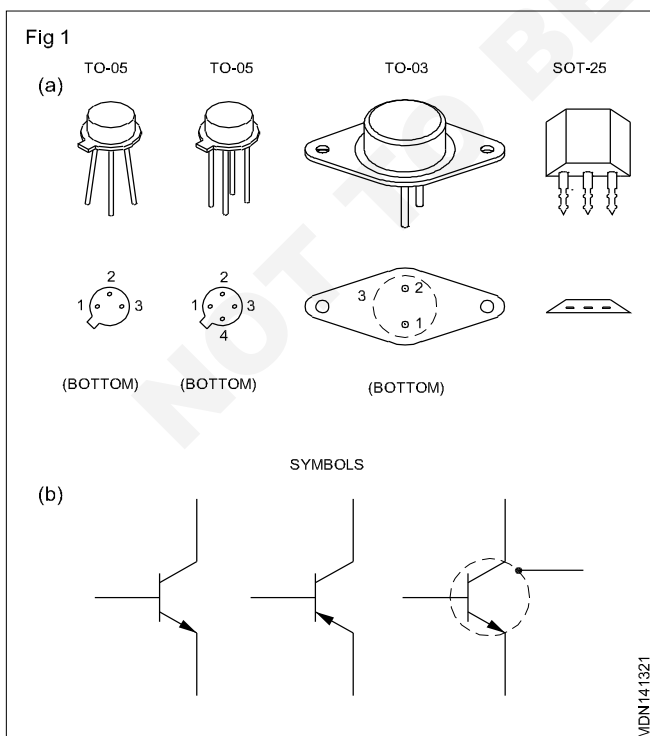 Fig 1
TO-05 TO-05 TO-03 SOT-25
(a)
2 2
1 3 1 3 3 2
4 1
(BOTTOM) (BOTTOM) (BOTTOM)
SYMBOLS
(b)
MDN141321
NOT TO BE